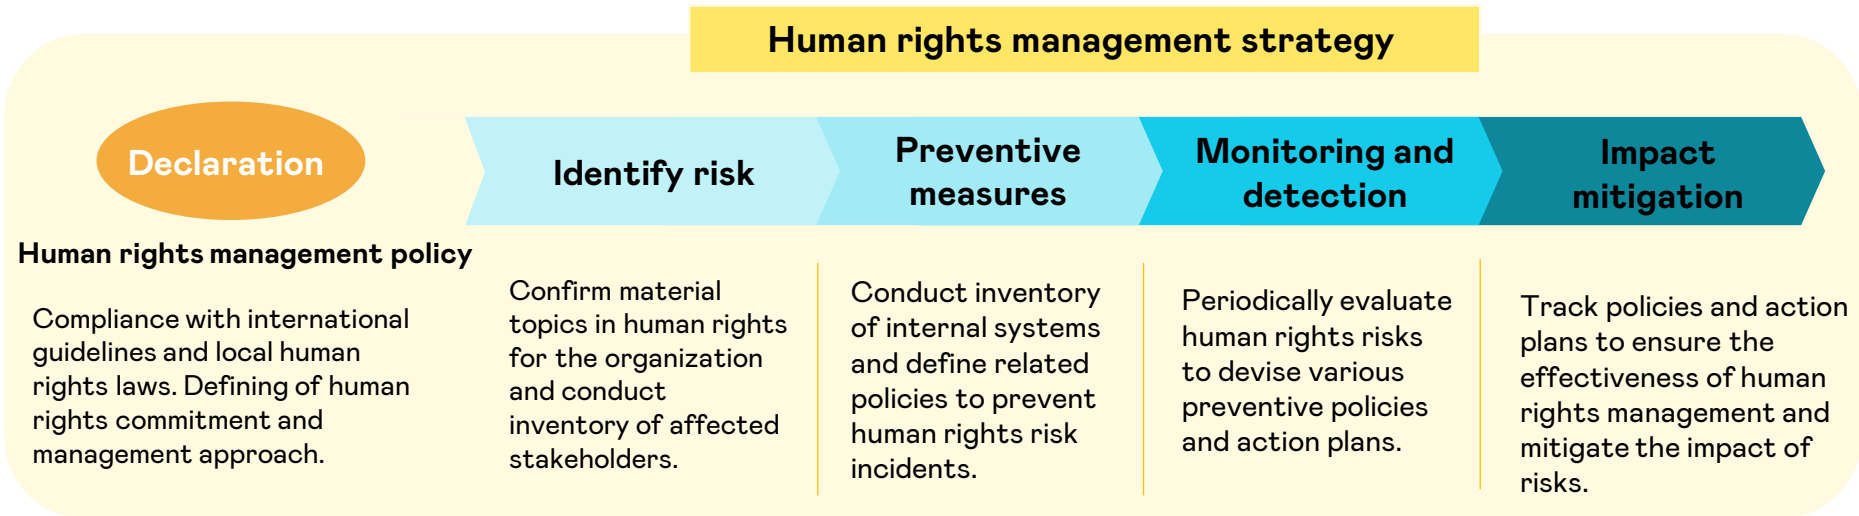 Human rights management strategy
Declaration
Human rights management policy
Compliance with international
guidelines and local human
rights laws. Defining of human
rights commitment and
management approach.
Identify risk
Confirm material
topics in human rights
for the organization
and conduct
inventory of affected
stakeholders.
Preventive
measures
Conduct inventory
of internal systems
and define related
policies to prevent
human rights risk
incidents.
Monitoring and
detection
Periodically evaluate
human rights risks
to devise various
preventive policies
and action plans.
Impact
mitigation
Track policies and action
plans to ensure the
effectiveness of human
rights management and
mitigate the impact of
risks.